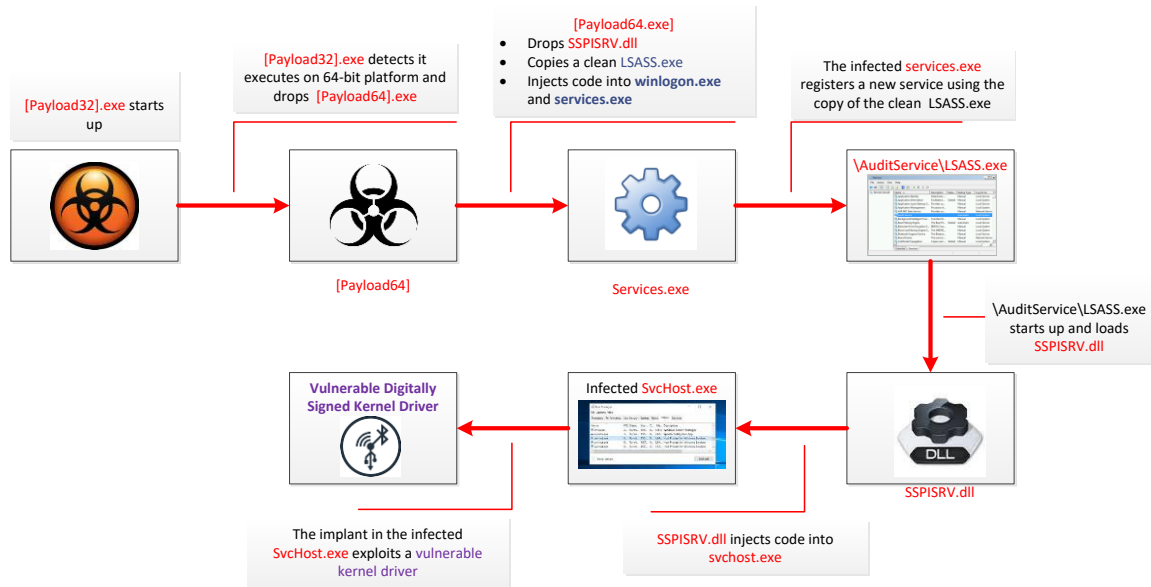 [Payload32].exe starts
up
[Payload32].exe detects it
executes on 64-bit platform and
drops [Payload64].exe
[Payload64.exe]
• Drops SSPISRV.dll
• Copies a clean LSASS.exe
• Injects code into winlogon.exe
and services.exe
The infected services.exe
registers a new service using the
copy of the clean LSASS.exe
[Payload64]
Services.exe
\AuditService\LSASS.exe
\AuditService\LSASS.exe
starts up and loads
SSPISRV.dll
Vulnerable Digitally
Signed Kernel Driver
Infected SvcHost.exe
DLL
SSPISRV.dll
The implant in the infected
SvcHost.exe exploits a vulnerable
kernel driver
SSPISRV.dll injects code into
svchost.exe